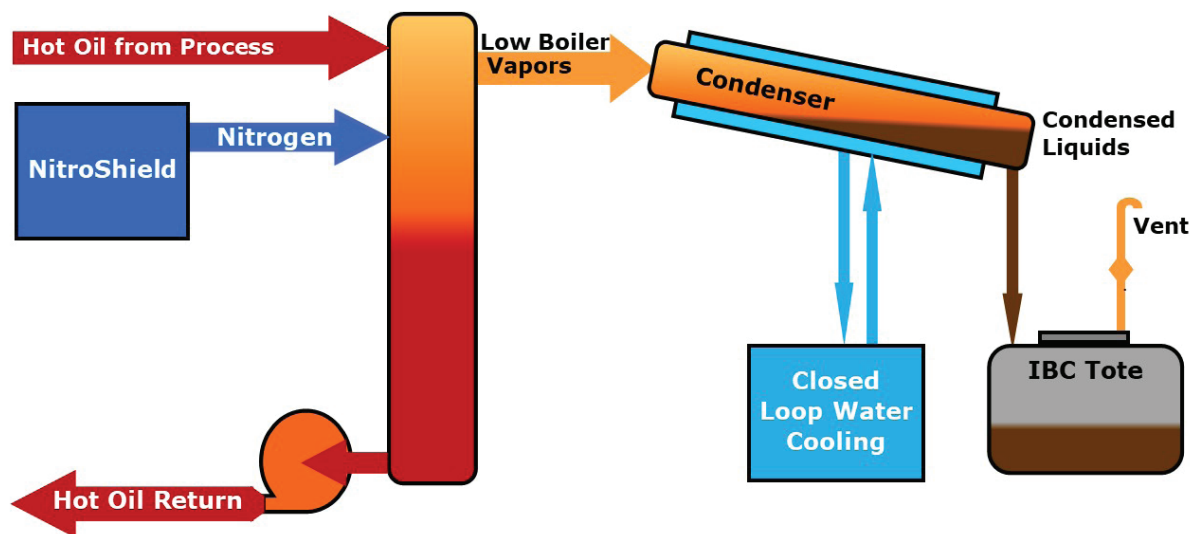 Hot Oil from Process
Low Boiler
Vapors
Condenser
Condensed
Liquids
Nitrogen
NitroShield
Vent
Closed
Loop Water
Cooling
IBC Tote
Hot Oil Return